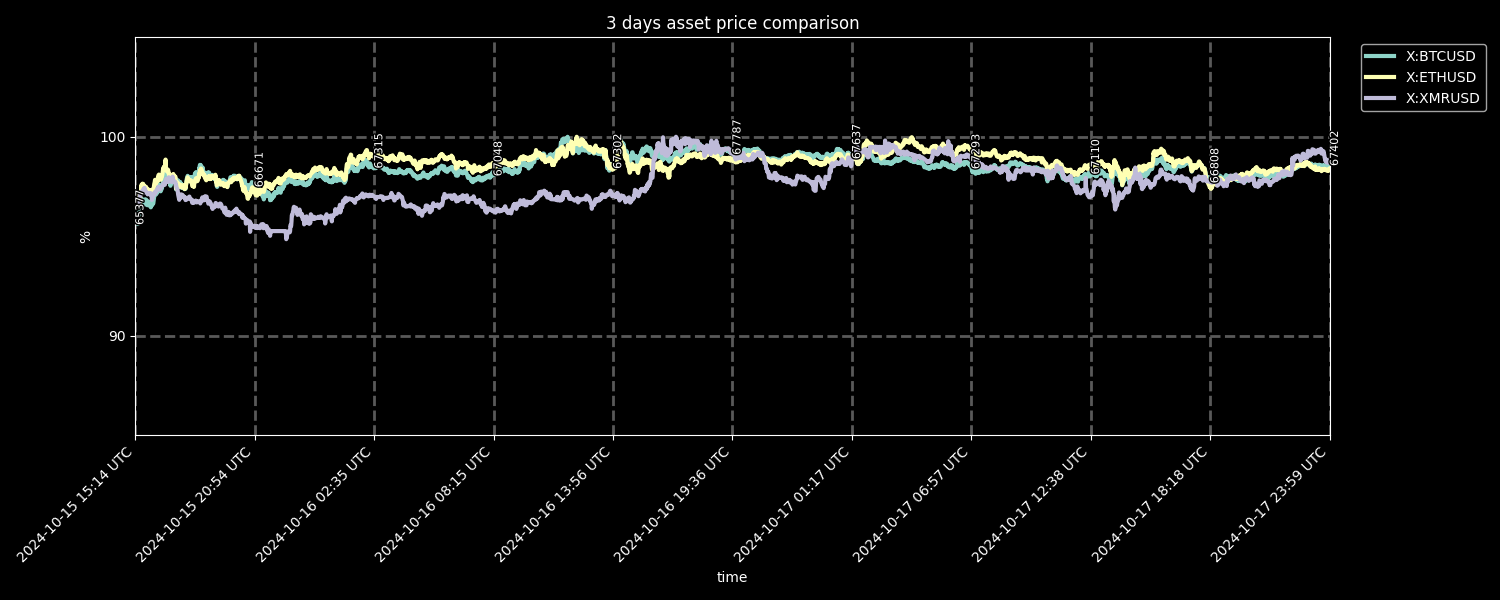 3 days asset price comparison
X:BTCUSD
X:ETHUSD
X:XMRUSD
100
90
%
66671
67315
67048
67302
67787
67637
67293
67110
66808
67402
2024-10-15 15:14 UTC
2024-10-15 20:54 UTC
2024-10-16 02:35 UTC
2024-10-16 08:15 UTC
2024-10-16 13:56 UTC
2024-10-16 19:36 UTC
2024-10-17 01:17 UTC
2024-10-17 06:57 UTC
2024-10-17 12:38 UTC
2024-10-17 18:18 UTC
2024-10-17 23:59 UTC
time